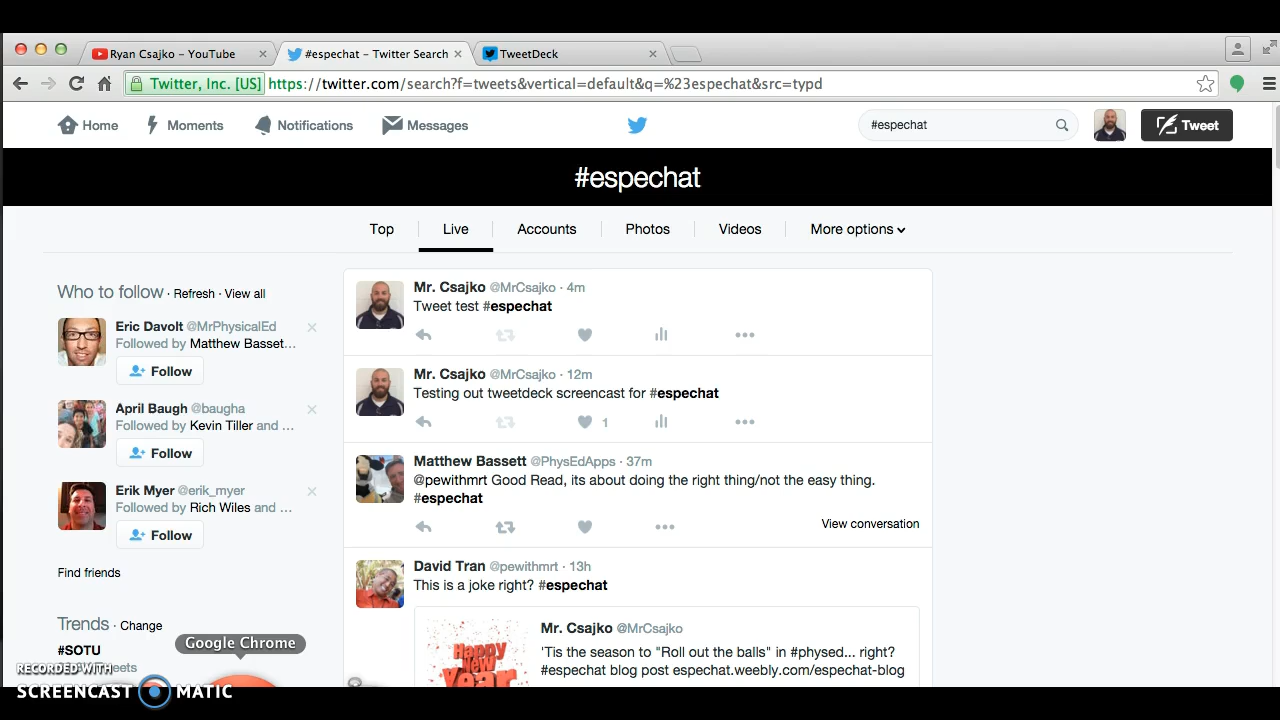 Ryan Csajko - YouTube
#espechat - Twitter Search
TweetDeck
Twitter, Inc. [US] https://twitter.com/search?f=tweets&vertical=default&q=%23espechat&src=typd
Home Moments Notifications Messages
#espechat
Tweet
#espechat
Top Live Accounts Photos Videos More options
Who to follow · Refresh · View all
Eric Davolt @MrPhysicalEd
Followed by Matthew Basset...
Follow
April Baugh @baugha
Followed by Kevin Tiller and ...
Follow
Erik Myer @erik_myer
Followed by Rich Wiles and ...
Follow
Find friends
Trends · Change
#SOTU
Tweets
Google Chrome
Mr. Csajko @MrCsajko · 4m
Tweet test #espechat
Mr. Csajko @MrCsajko · 12m
Testing out tweetdeck screencast for #espechat
1
Matthew Bassett @PhysEdApps · 37m
@pewithmrt Good Read, its about doing the right thing/not the easy thing.
#espechat
View conversation
David Tran @pewithmrt · 13h
This is a joke right? #espechat
Happy
New
Year
Mr. Csajko @MrCsajko
'Tis the season to "Roll out the balls" in #physed... right?
#espechat blog post espechat.weebly.com/espechat-blog
RECORDED WITH
SCREENCAST MATIC